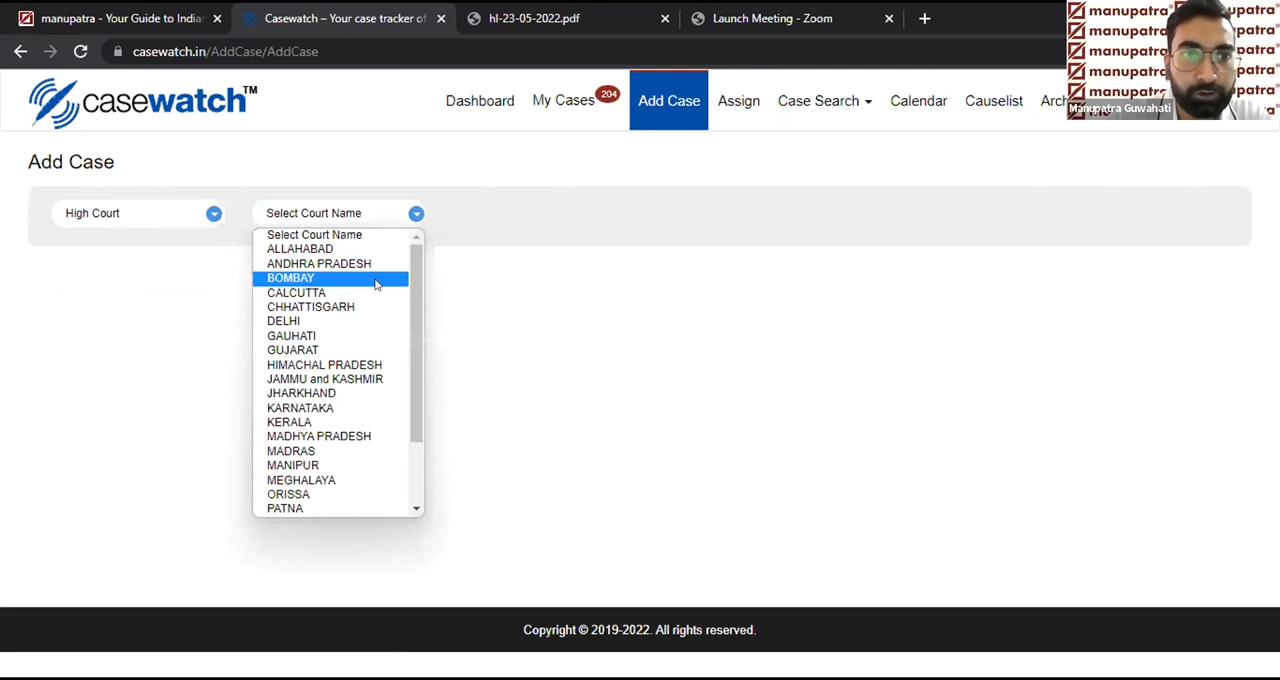 manupatra - Your Guide to India
Casewatch – Your case tracker of
hl-23-05-2022.pdf
Launch Meeting - Zoom
casewatch.in/AddCase/AddCase
manupatra
manupatra
manupatra
manupatra
manupatra
Manupatra Guwahati
casewatch™
Dashboard
My Cases
204
Add Case
Assign
Case Search
Calendar
Causelist
Add Case
High Court
Select Court Name
Select Court Name
ALLAHABAD
ANDHRA PRADESH
BOMBAY
CALCUTTA
CHHATTISGARH
DELHI
GAUHATI
GUJARAT
HIMACHAL PRADESH
JAMMU and KASHMIR
JHARKHAND
KARNATAKA
KERALA
MADHYA PRADESH
MADRAS
MANIPUR
MEGHALAYA
ORISSA
PATNA
Copyright © 2019-2022. All rights reserved.